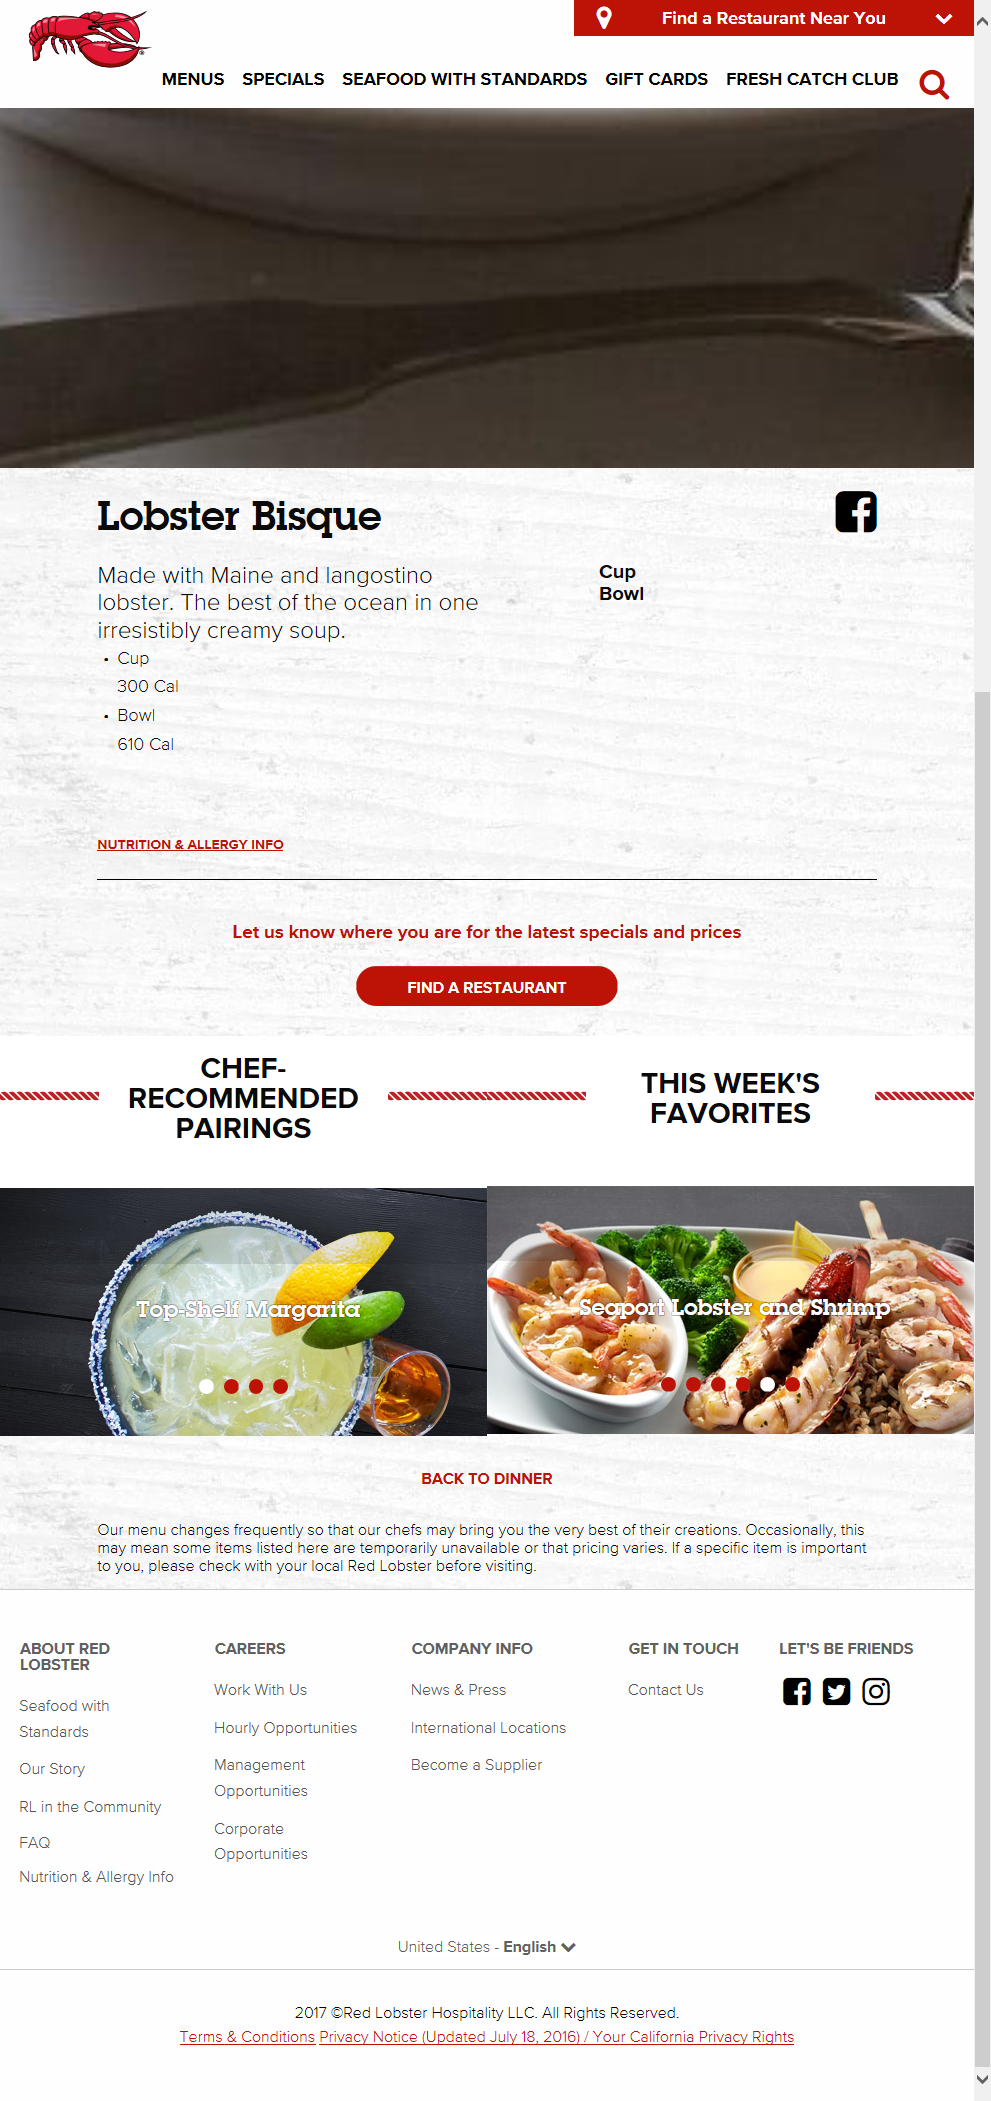 Find a Restaurant Near You
MENUS SPECIALS SEAFOOD WITH STANDARDS GIFT CARDS FRESH CATCH CLUB
Lobster Bisque
Made with Maine and langostino
lobster. The best of the ocean in one
irresistibly creamy soup.
• Cup
300 Cal
• Bowl
610 Cal
Cup
Bowl
NUTRITION & ALLERGY INFO
Let us know where you are for the latest specials and prices
FIND A RESTAURANT
CHEF-
RECOMMENDED
PAIRINGS
THIS WEEK'S
FAVORITES
Top-Shelf Margarita
Seaport Lobster and Shrimp
BACK TO DINNER
Our menu changes frequently so that our chefs may bring you the very best of their creations. Occasionally, this
may mean some items listed here are temporarily unavailable or that pricing varies. If a specific item is important
to you, please check with your local Red Lobster before visiting.
ABOUT RED
LOBSTER
Seafood with
Standards
Our Story
RL in the Community
FAQ
Nutrition & Allergy Info
CAREERS
Work With Us
Hourly Opportunities
Management
Opportunities
Corporate
Opportunities
COMPANY INFO
News & Press
International Locations
Become a Supplier
GET IN TOUCH
Contact Us
LET'S BE FRIENDS
United States - English
2017 ©Red Lobster Hospitality LLC. All Rights Reserved.
Terms & Conditions Privacy Notice (Updated July 18, 2016) / Your California Privacy Rights